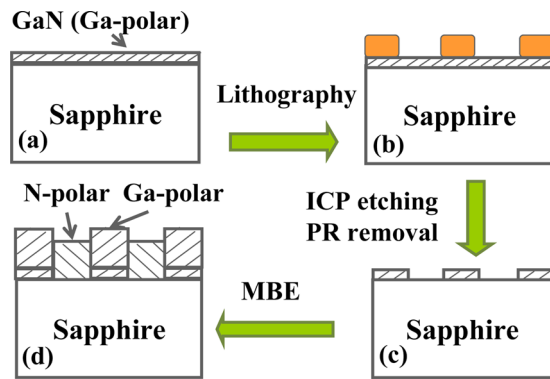 GaN (Ga-polar)
Sapphire
(a)
Lithography
Sapphire
(b)
ICP etching
PR removal
Sapphire
(c)
MBE
N-polar Ga-polar
Sapphire
(d)